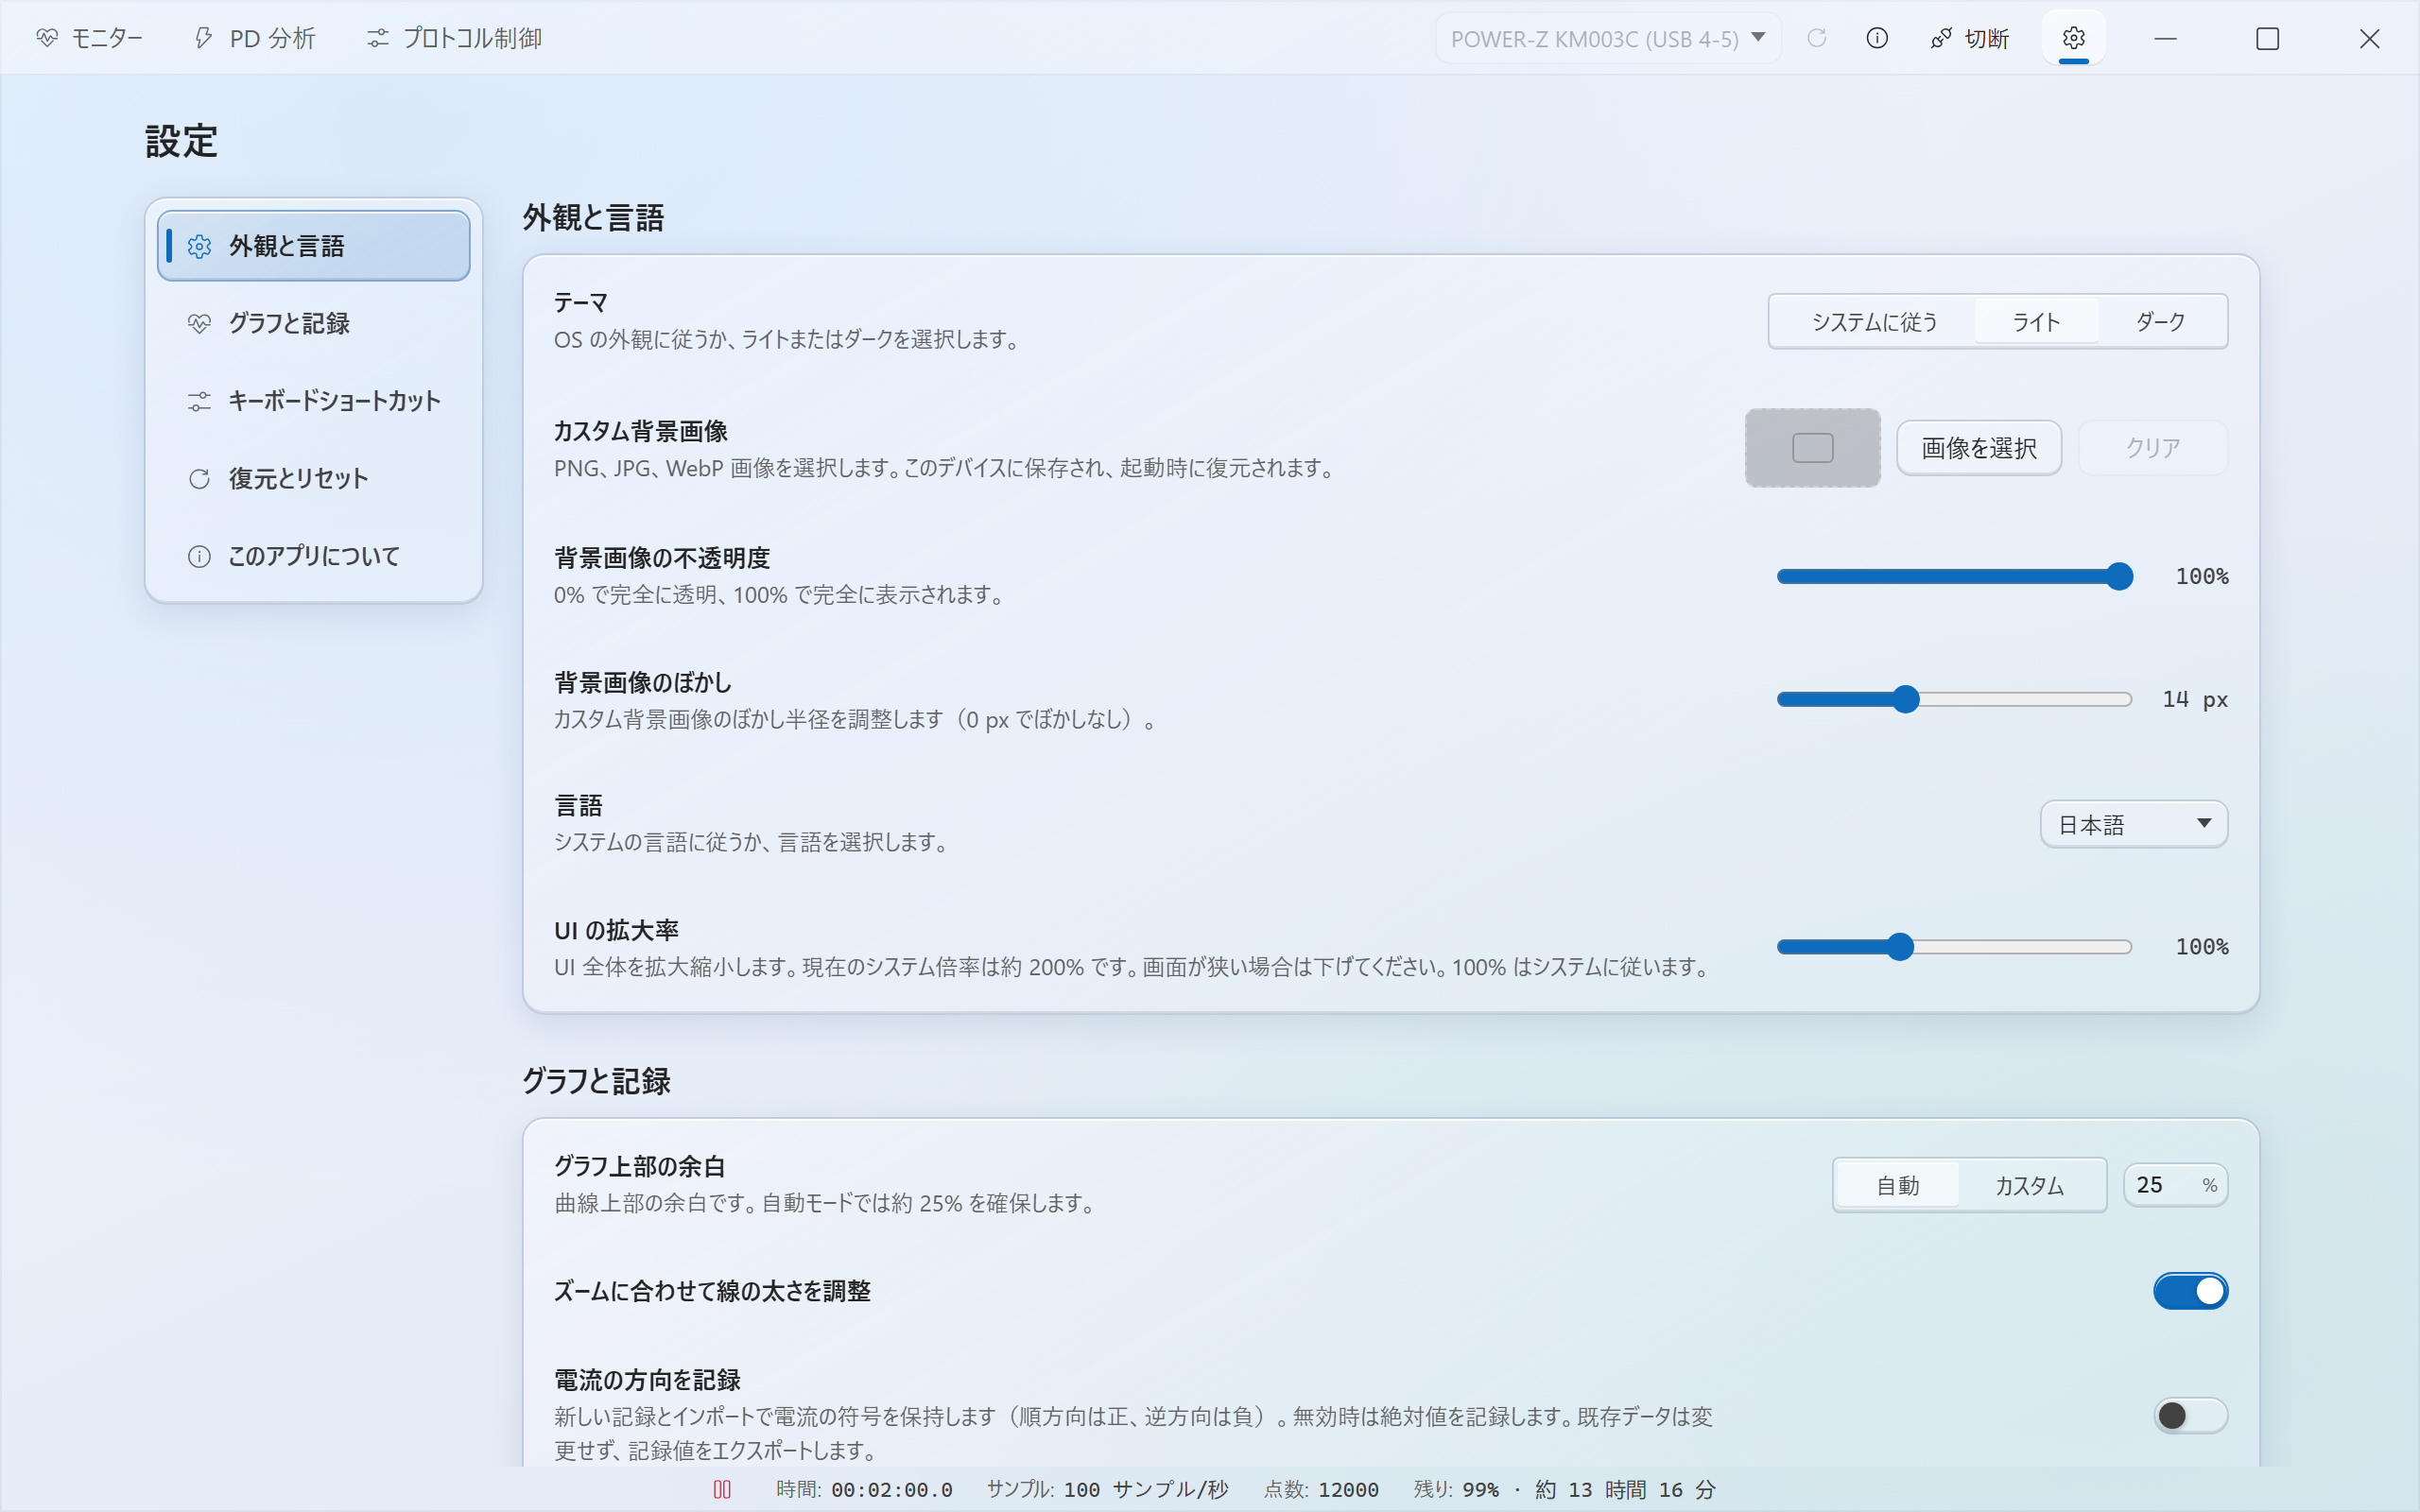 モニター
PD 分析
プロトコル制御
POWER-Z KM003C (USB 4-5)
切断
設定
外観と言語
グラフと記録
キーボードショートカット
復元とリセット
このアプリについて
外観と言語
テーマ
OS の外観に従うか、ライトまたはダークを選択します。
システムに従う
ライト
ダーク
カスタム背景画像
PNG、JPG、WebP 画像を選択します。このデバイスに保存され、起動時に復元されます。
画像を選択
クリア
背景画像の不透明度
0% で完全に透明、100% で完全に表示されます。
100%
背景画像のぼかし
カスタム背景画像のぼかし半径を調整します（0 px でぼかしなし）。
14 px
言語
システムの言語に従うか、言語を選択します。
日本語
UI の拡大率
UI 全体を拡大縮小します。現在のシステム倍率は約 200% です。画面が狭い場合は下げてください。100% はシステムに従います。
100%
グラフと記録
グラフ上部の余白
曲線上部の余白です。自動モードでは約 25% を確保します。
自動
カスタム
25 %
ズームに合わせて線の太さを調整
電流の方向を記録
新しい記録とインポートで電流の符号を保持します（順方向は正、逆方向は負）。無効時は絶対値を記録します。既存データは変
更せず、記録値をエクスポートします。
時間: 00:02:00.0
サンプル: 100 サンプル/秒
点数: 12000
残り: 99% · 約 13 時間 16 分